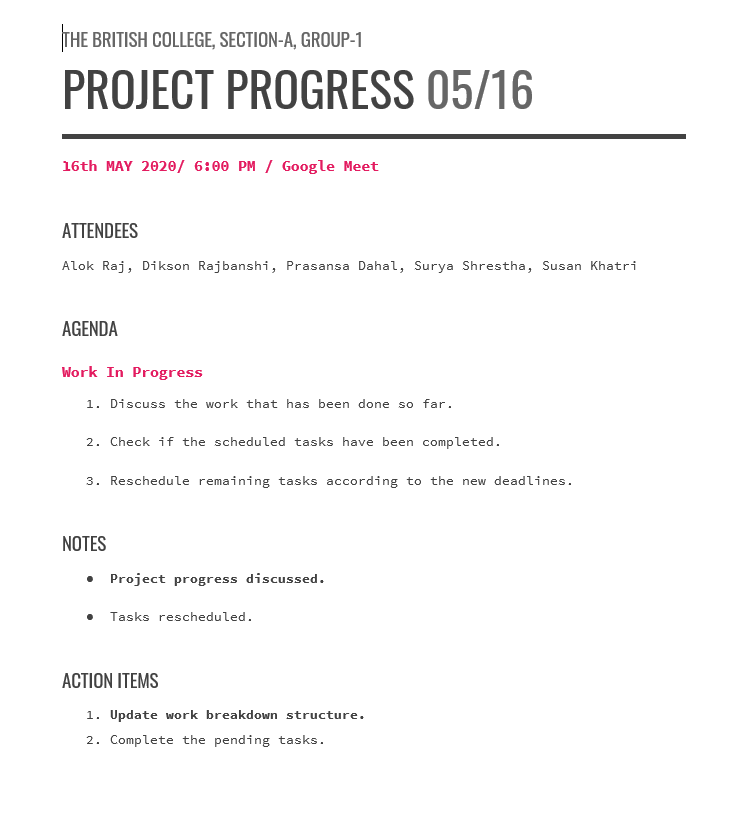 THE BRITISH COLLEGE, SECTION-A, GROUP-1
PROJECT PROGRESS 05/16
16th MAY 2020/ 6:00 PM / Google Meet
ATTENDEES
Alok Raj, Dikson Rajbanshi, Prasansa Dahal, Surya Shrestha, Susan Khatri
AGENDA
Work In Progress
1. Discuss the work that has been done so far.
2. Check if the scheduled tasks have been completed.
3. Reschedule remaining tasks according to the new deadlines.
NOTES
● Project progress discussed.
● Tasks rescheduled.
ACTION ITEMS
1. Update work breakdown structure.
2. Complete the pending tasks.